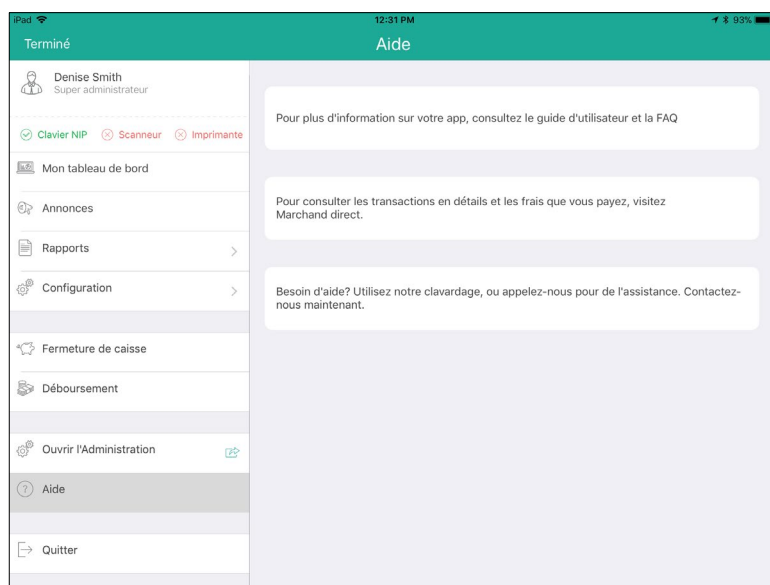 iPad 12:31 PM 93%
Terminé Aide
Denise Smith
Super administrateur
Clavier NIP Scanneur Imprimante
Mon tableau de bord
Annonces
Rapports
Configuration
Fermeture de caisse
Déboursement
Ouvrir l'Administration
Aide
Quitter
Pour plus d'information sur votre app, consultez le guide d'utilisateur et la FAQ
Pour consulter les transactions en détails et les frais que vous payez, visitez
Marchand direct.
Besoin d'aide? Utilisez notre clavardage, ou appelez-nous pour de l'assistance. Contactez-
nous maintenant.